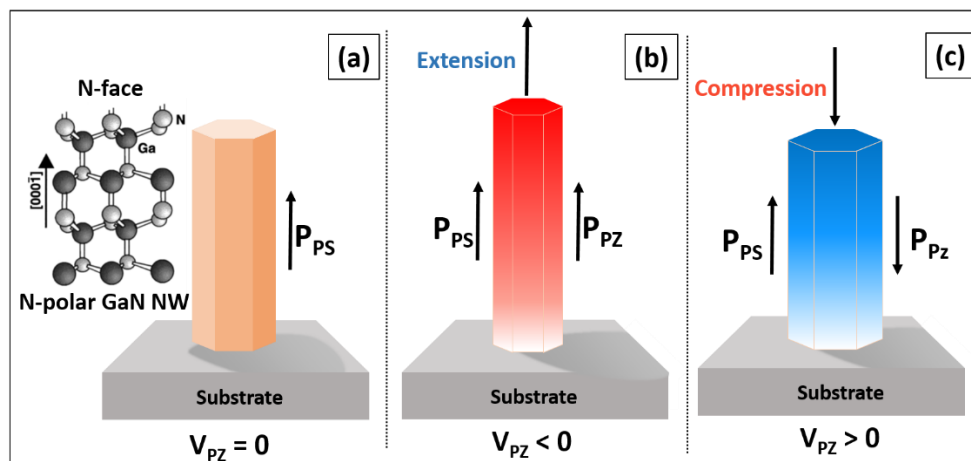 (a)
N-face
N
Ga
[0001̄]
P_PS
N-polar GaN NW
Substrate
V_PZ = 0
(b)
Extension
P_PS
P_PZ
Substrate
V_PZ < 0
(c)
Compression
P_PS
P_Pz
Substrate
V_PZ > 0